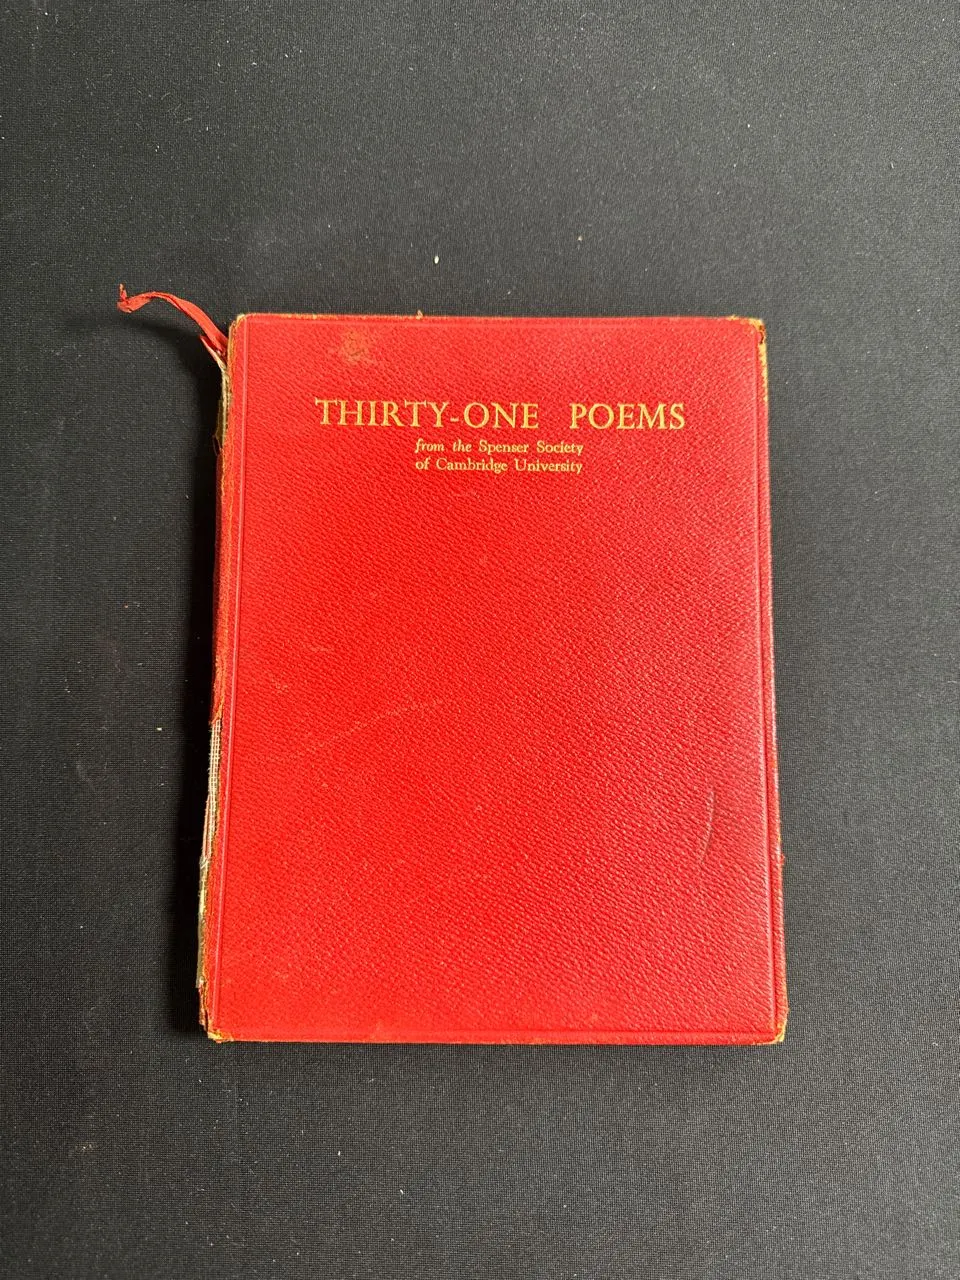 THIRTY-ONE POEMS
from the Spenser Society
of Cambridge University